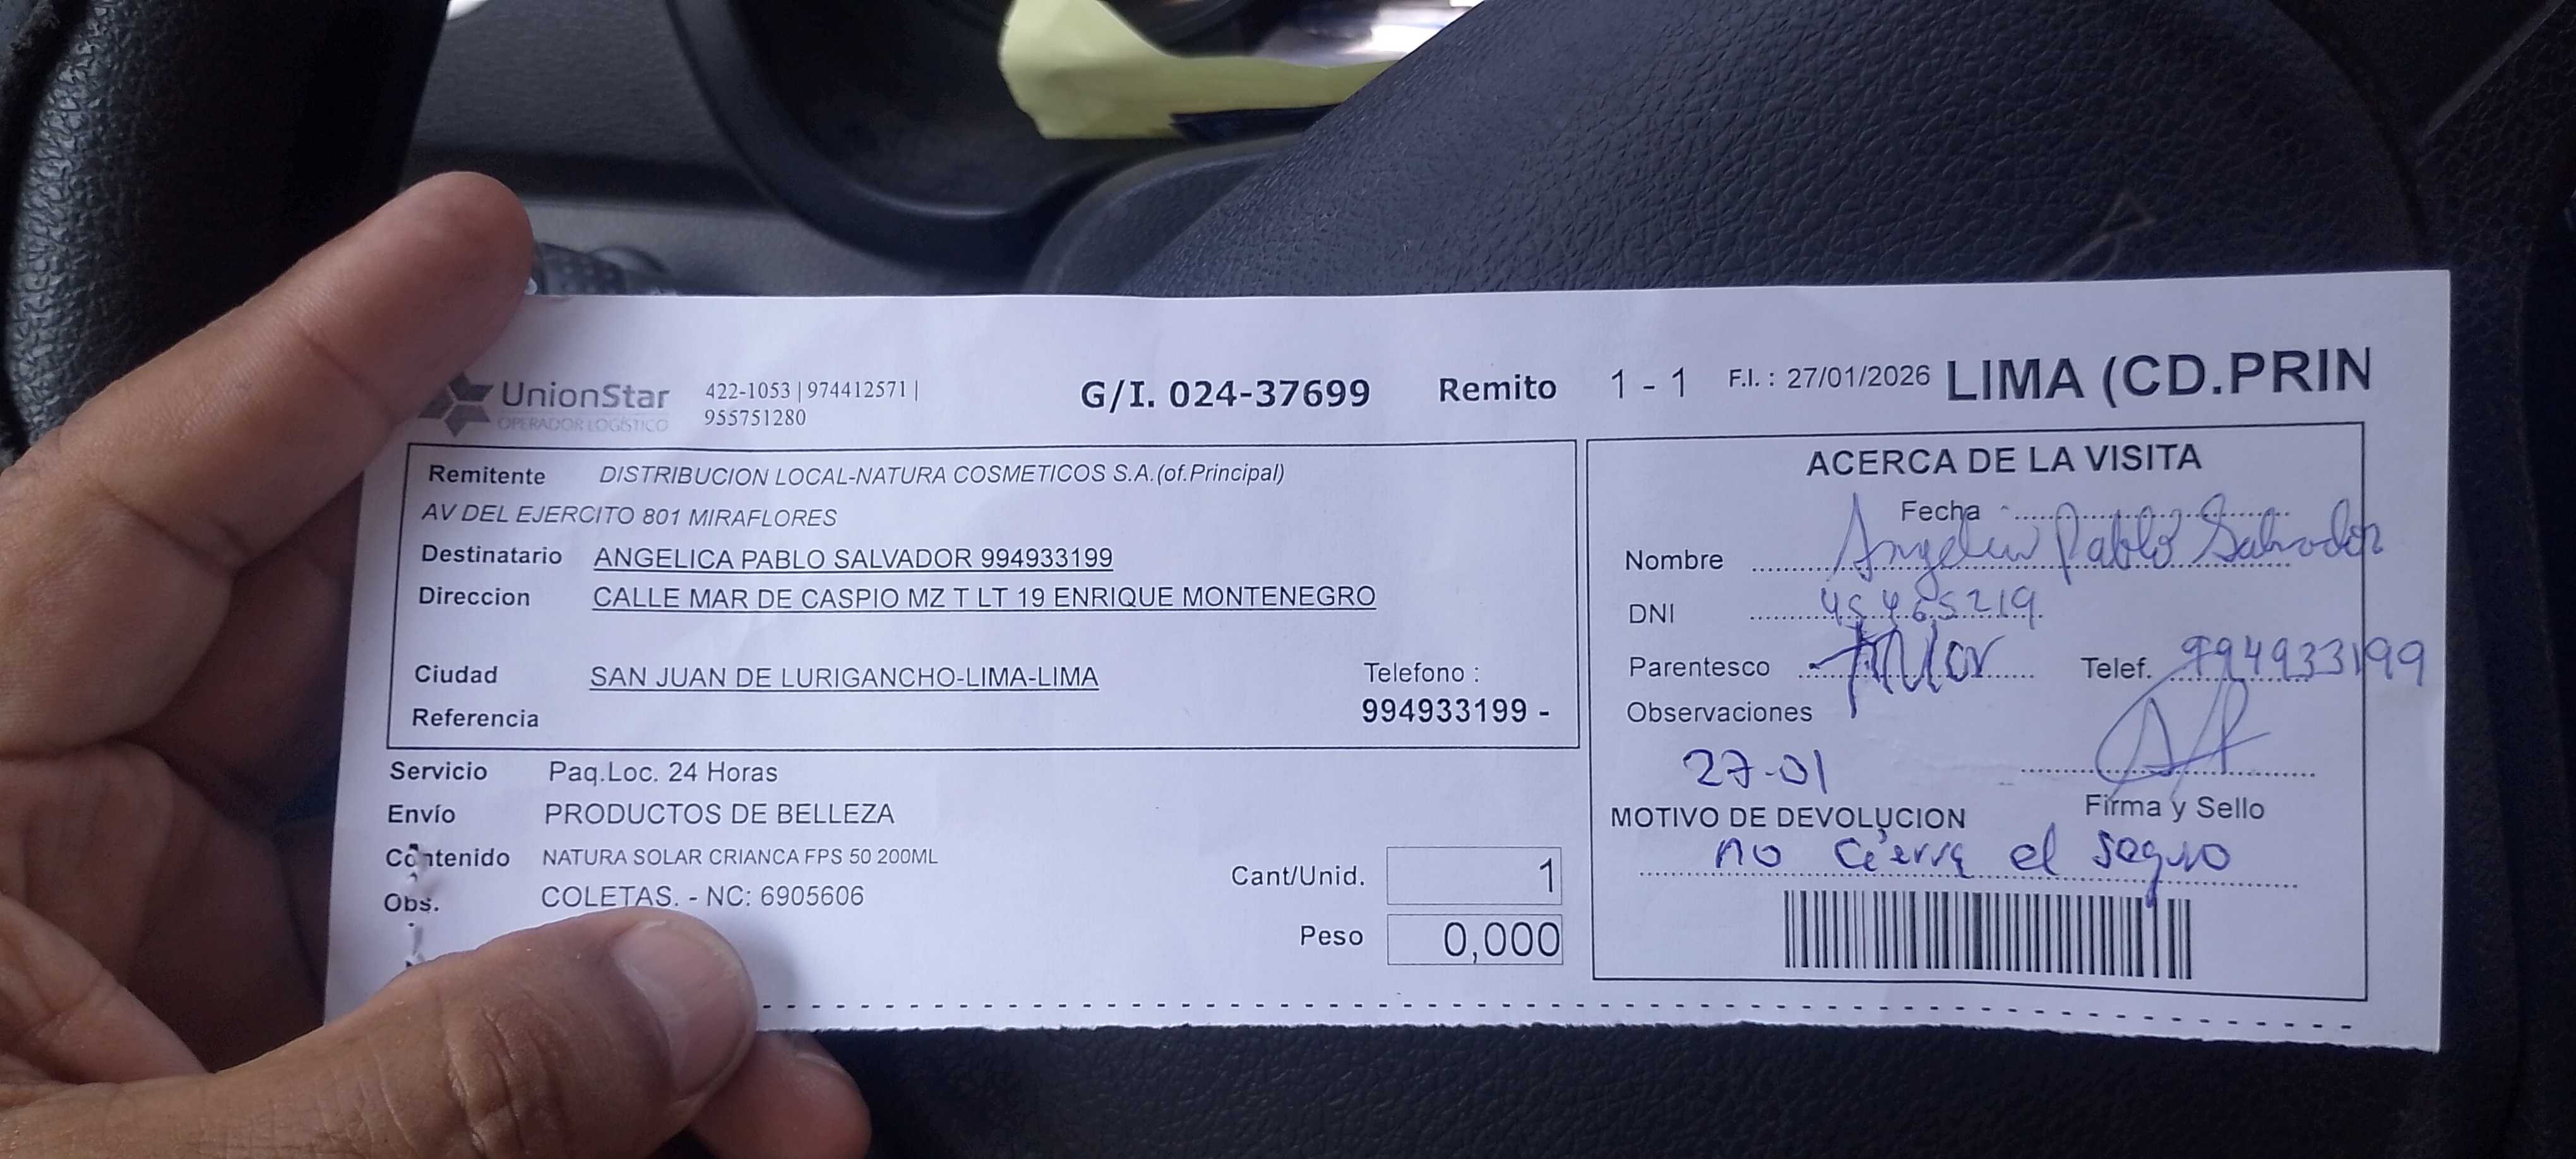 UnionStar
OPERADOR LOGÍSTICO
422-1053 | 974412571 |
955751280
G/I. 024-37699 Remito 1 - 1 F.I. : 27/01/2026 LIMA (CD.PRIN
Remitente DISTRIBUCION LOCAL-NATURA COSMETICOS S.A.(of.Principal)
AV DEL EJERCITO 801 MIRAFLORES
Destinatario ANGELICA PABLO SALVADOR 994933199
Direccion CALLE MAR DE CASPIO MZ T LT 19 ENRIQUE MONTENEGRO
Ciudad SAN JUAN DE LURIGANCHO-LIMA-LIMA
Telefono :
Referencia
994933199 -
Servicio Paq.Loc. 24 Horas
Envío PRODUCTOS DE BELLEZA
Contenido NATURA SOLAR CRIANCA FPS 50 200ML
Obs. COLETAS. - NC: 6905606
Cant/Unid. 1
Peso 0,000
ACERCA DE LA VISITA
Fecha
Nombre Angelica Pablo Salvador
DNI 45465219
Parentesco
Telef. 994933199
Observaciones
27-01
Firma y Sello
MOTIVO DE DEVOLUCION
no cierra el seguro